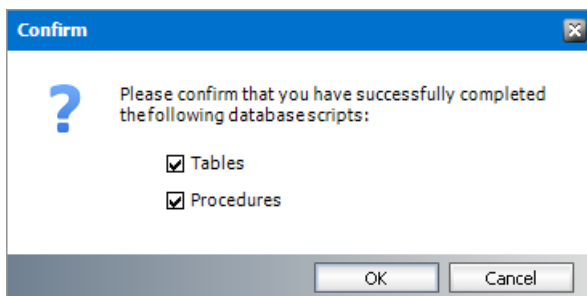 Confirm
?
Please confirm that you have successfully completed
the following database scripts:
Tables
Procedures
OK
Cancel